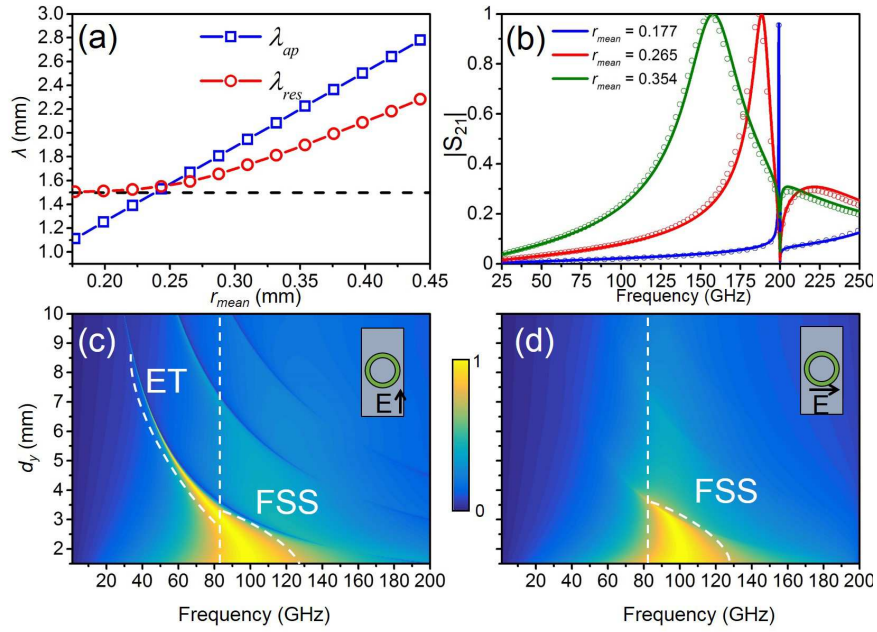 (a)
λap
λres
3.0
2.8
2.6
2.4
2.2
2.0
1.8
1.6
1.4
1.2
1.0
λ (mm)
0.20 0.25 0.30 0.35 0.40 0.45
rmean (mm)
(b)
rmean = 0.177
rmean = 0.265
rmean = 0.354
1
0.8
0.6
0.4
0.2
0
|S21|
25 50 75 100 125 150 175 200 225 250
Frequency (GHz)
(c)
ET
FSS
E
10
9
8
7
6
5
4
3
2
dy (mm)
20 40 60 80 100 120 140 160 180 200
Frequency (GHz)
1
0
(d)
FSS
E
20 40 60 80 100 120 140 160 180 200
Frequency (GHz)